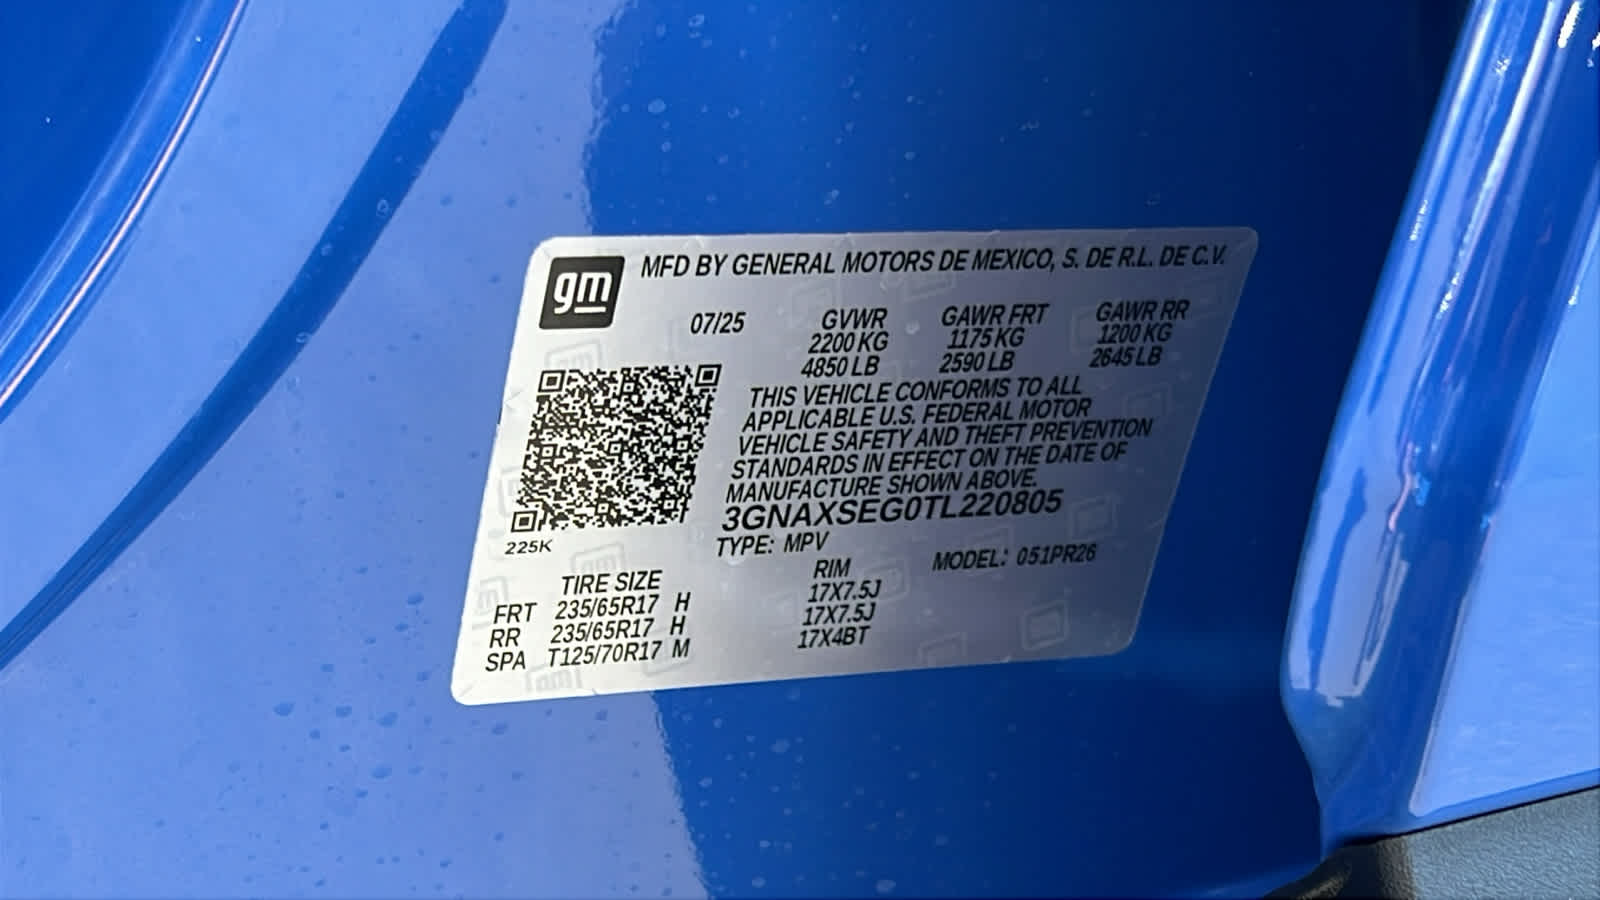 gm
MFD BY GENERAL MOTORS DE MEXICO, S. DE R.L. DE C.V.
07/25 GVWR GAWR FRT GAWR RR
2200 KG 1175 KG 1200 KG
4850 LB 2590 LB 2645 LB
THIS VEHICLE CONFORMS TO ALL
APPLICABLE U.S. FEDERAL MOTOR
VEHICLE SAFETY AND THEFT PREVENTION
STANDARDS IN EFFECT ON THE DATE OF
MANUFACTURE SHOWN ABOVE.
3GNAXSEG0TL220805
225K
TYPE: MPV MODEL: 051PR26
TIRE SIZE RIM
FRT 235/65R17 H 17X7.5J
RR 235/65R17 H 17X7.5J
SPA T125/70R17 M 17X4BT